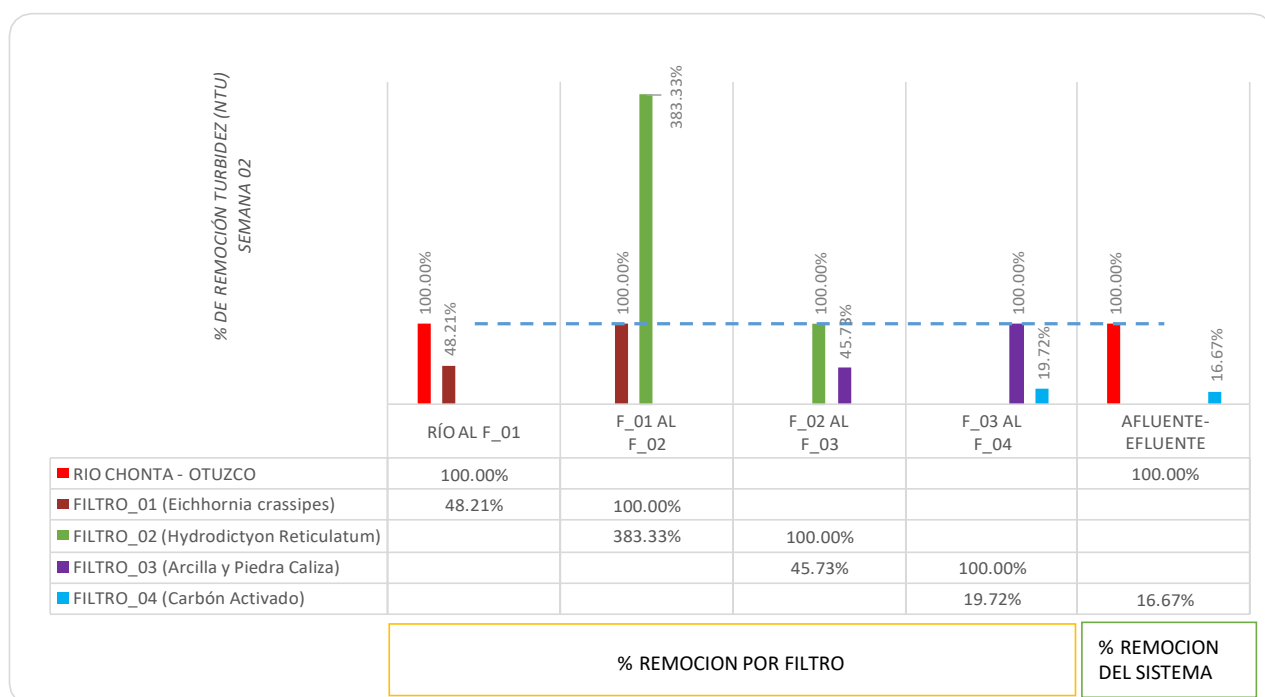 % DE REMOCIÓN TURBIDEZ (NTU)
SEMANA 02
100.00%
48.21%
100.00%
383.33%
100.00%
45.73%
100.00%
19.72%
100.00%
16.67%
RÍO AL F_01
F_01 AL
F_02
F_02 AL
F_03
F_03 AL
F_04
AFLUENTE-
EFLUENTE
RIO CHONTA - OTUZCO 100.00% 100.00%
FILTRO_01 (Eichhornia crassipes) 48.21% 100.00%
FILTRO_02 (Hydrodictyon Reticulatum) 383.33% 100.00%
FILTRO_03 (Arcilla y Piedra Caliza) 45.73% 100.00%
FILTRO_04 (Carbón Activado) 19.72% 16.67%
% REMOCION POR FILTRO
% REMOCION
DEL SISTEMA